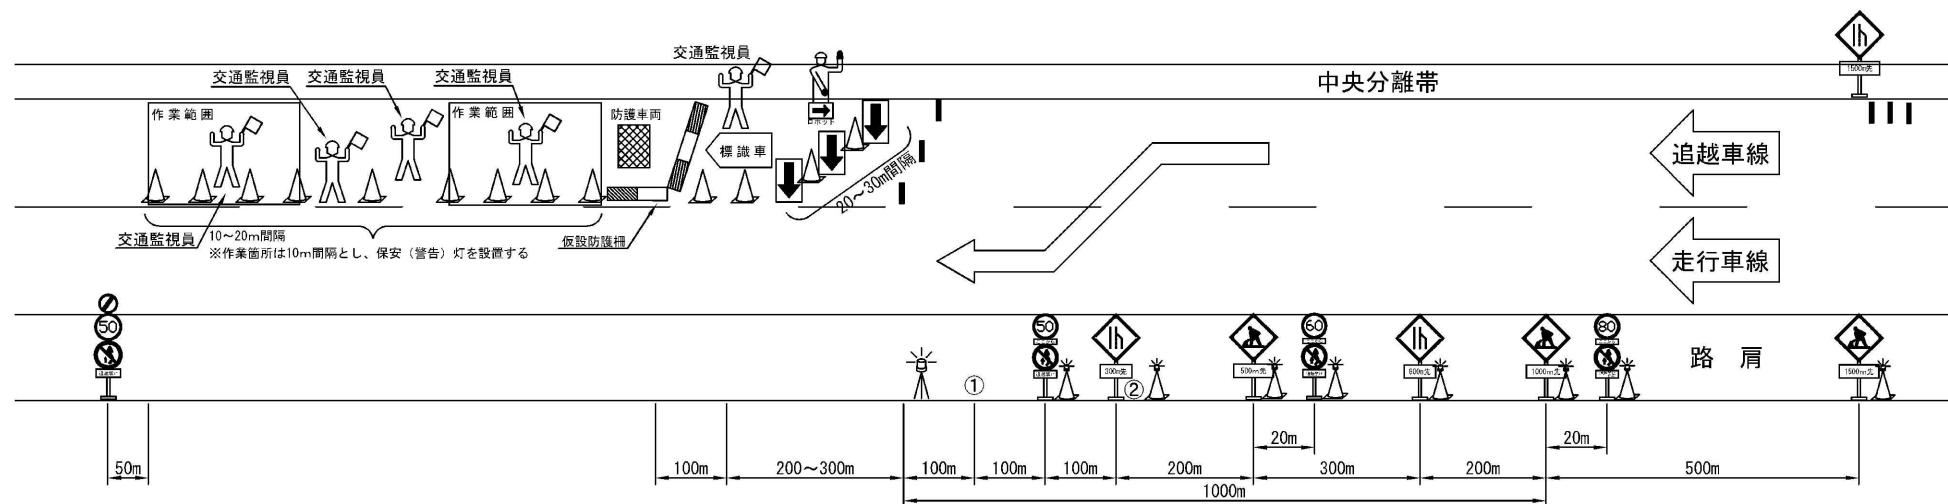 交通監視員
1500m先
交通監視員
交通監視員
交通監視員
中央分離帯
作業範囲
作業範囲
防護車両
ロボット
標識車
追越車線
20～30m間隔
交通監視員
10～20m間隔
※作業箇所は10m間隔とし、保安（警告）灯を設置する
仮設防護柵
走行車線
50
50
60
80
300m先
500m先
600m先
1000m先
1500m先
路肩
①
②
20m
20m
50m
100m
200～300m
100m
100m
100m
200m
300m
200m
500m
1000m